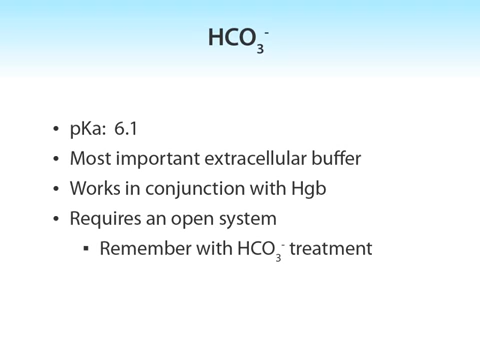 HCO₃⁻
• pKa: 6.1
• Most important extracellular buffer
• Works in conjunction with Hgb
• Requires an open system
▪ Remember with HCO₃⁻ treatment